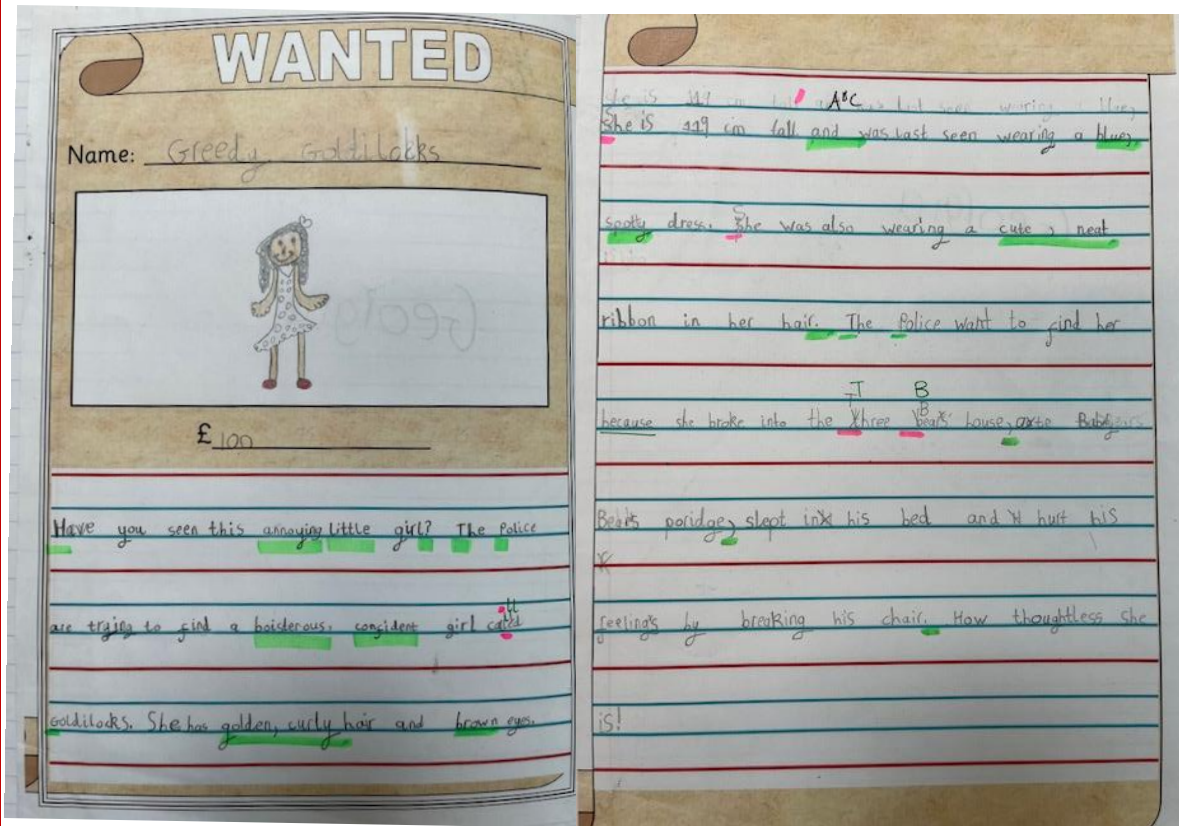 WANTED
Name: Greedy Goldilocks
£ 100
Have you seen this annoying little girl? The Police
are trying to find a boisterous, confident girl called
Goldilocks. She has golden, curly hair and brown eyes.
ABC
She is 119 cm tall and was last seen wearing a blue,
S
spotty dress. She was also wearing a cute, neat
ribbon in her hair. The Police want to find her
T B
because she broke into the Three Bears' house, ate Baby
Bear's poridge, slept in his bed and hurt his
feelings by breaking his chair. How thoughtless she
is!